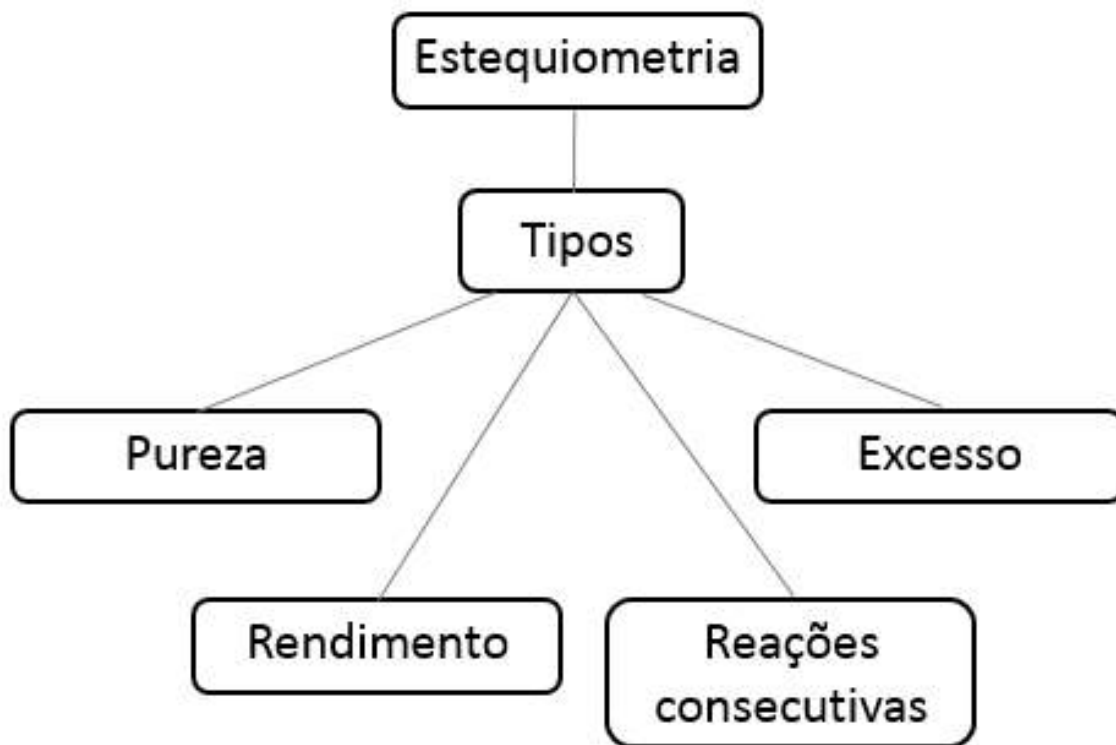 Estequiometria
Tipos
Pureza
Excesso
Rendimento
Reações
consecutivas